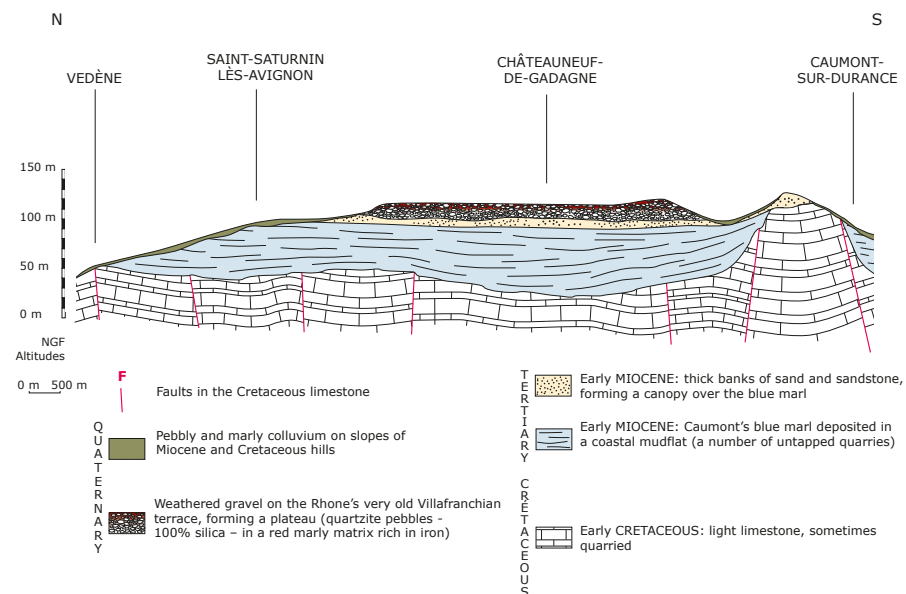 N
S
VEDÈNE
SAINT-SATURNIN
LÈS-AVIGNON
CHÂTEAUNEUF-
DE-GADAGNE
CAUMONT-
SUR-DURANCE
150 m
100 m
50 m
0 m
NGF
Altitudes
0 m 500 m
F
Faults in the Cretaceous limestone
QUATERNARY
Pebbly and marly colluvium on slopes of
Miocene and Cretaceous hills
Weathered gravel on the Rhone's very old Villafranchian
terrace, forming a plateau (quartzite pebbles -
100% silica – in a red marly matrix rich in iron)
TERTIARY
Early MIOCENE: thick banks of sand and sandstone,
forming a canopy over the blue marl
Early MIOCENE: Caumont's blue marl deposited in
a coastal mudflat (a number of untapped quarries)
CRÉTACEOUS
Early CRETACEOUS: light limestone, sometimes
quarried